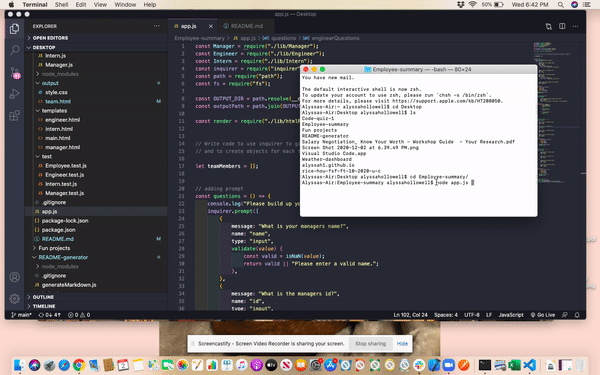 Terminal Shell Edit View Window Help
50% Wed 6:42 PM
app.js — Desktop
EXPLORER
DESKTOP
Intern.js
Manager.js
node_modules
output
style.css
team.html
templates
engineer.html
intern.html
main.html
manager.html
test
Employee.test.js
Engineer.test.js
Intern.test.js
Manager.test.js
.gitignore
app.js
package-lock.json
package.json
README.md
Fun projects
README-generator
node_modules
.gitignore
generateMarkdown.js
OUTLINE
TIMELINE
app.js README.md
Employee-summary > app.js > questions > engineerQuestions
const Manager = require("./lib/Manager");
const Engineer = require("./lib/Engineer");
const Intern = require("./lib/Intern");
const inquirer = require("inquirer"
const path = require("path");
const fs = require("fs");
const OUTPUT_DIR = path.resolve(
const outputPath = path.join(OUTPUT
const render = require("./lib/html
// Write code to use inquirer to g
// and to create objects for each
let teamMembers = [];
// adding prompt
const questions = () => {
console.log("Please build up yo
inquirer.prompt([
{
message: "What is your managers name?",
name: "name",
type: "input",
validate(value) {
const valid = isNaN(value);
return valid || "Please enter a valid name.";
},
},
{
message: "What is the managers id?",
name: "id",
type: "input",
Employee-summary — -bash — 80×24
You have new mail.
The default interactive shell is now zsh.
To update your account to use zsh, please run `chsh -s /bin/zsh`.
For more details, please visit https://support.apple.com/kb/HT208050.
Alyssas-Air:~ alyssahollowell$ cd Desktop
Alyssas-Air:Desktop alyssahollowell$ ls
Code-quiz-1
Employee-summary
Fun projects
README-generator
Salary Negotiation, Know Your Worth - Workshop Guide - Your Research.pdf
Screen Shot 2020-12-02 at 6.39.49 PM.png
Visual Studio Code.app
Weather-dashboard
alyssahl.github.io
rice-hou-fsf-ft-10-2020-u-c
Alyssas-Air:Desktop alyssahollowell$ cd Employee-summary/
Alyssas-Air:Employee-summary alyssahollowell$ node app.js
main* 0↓ 4↑ 0 0 Ln 102, Col 24 Spaces: 4 UTF-8 LF JavaScript Go Live
Screencastify - Screen Video Recorder is sharing your screen. Stop sharing Hide